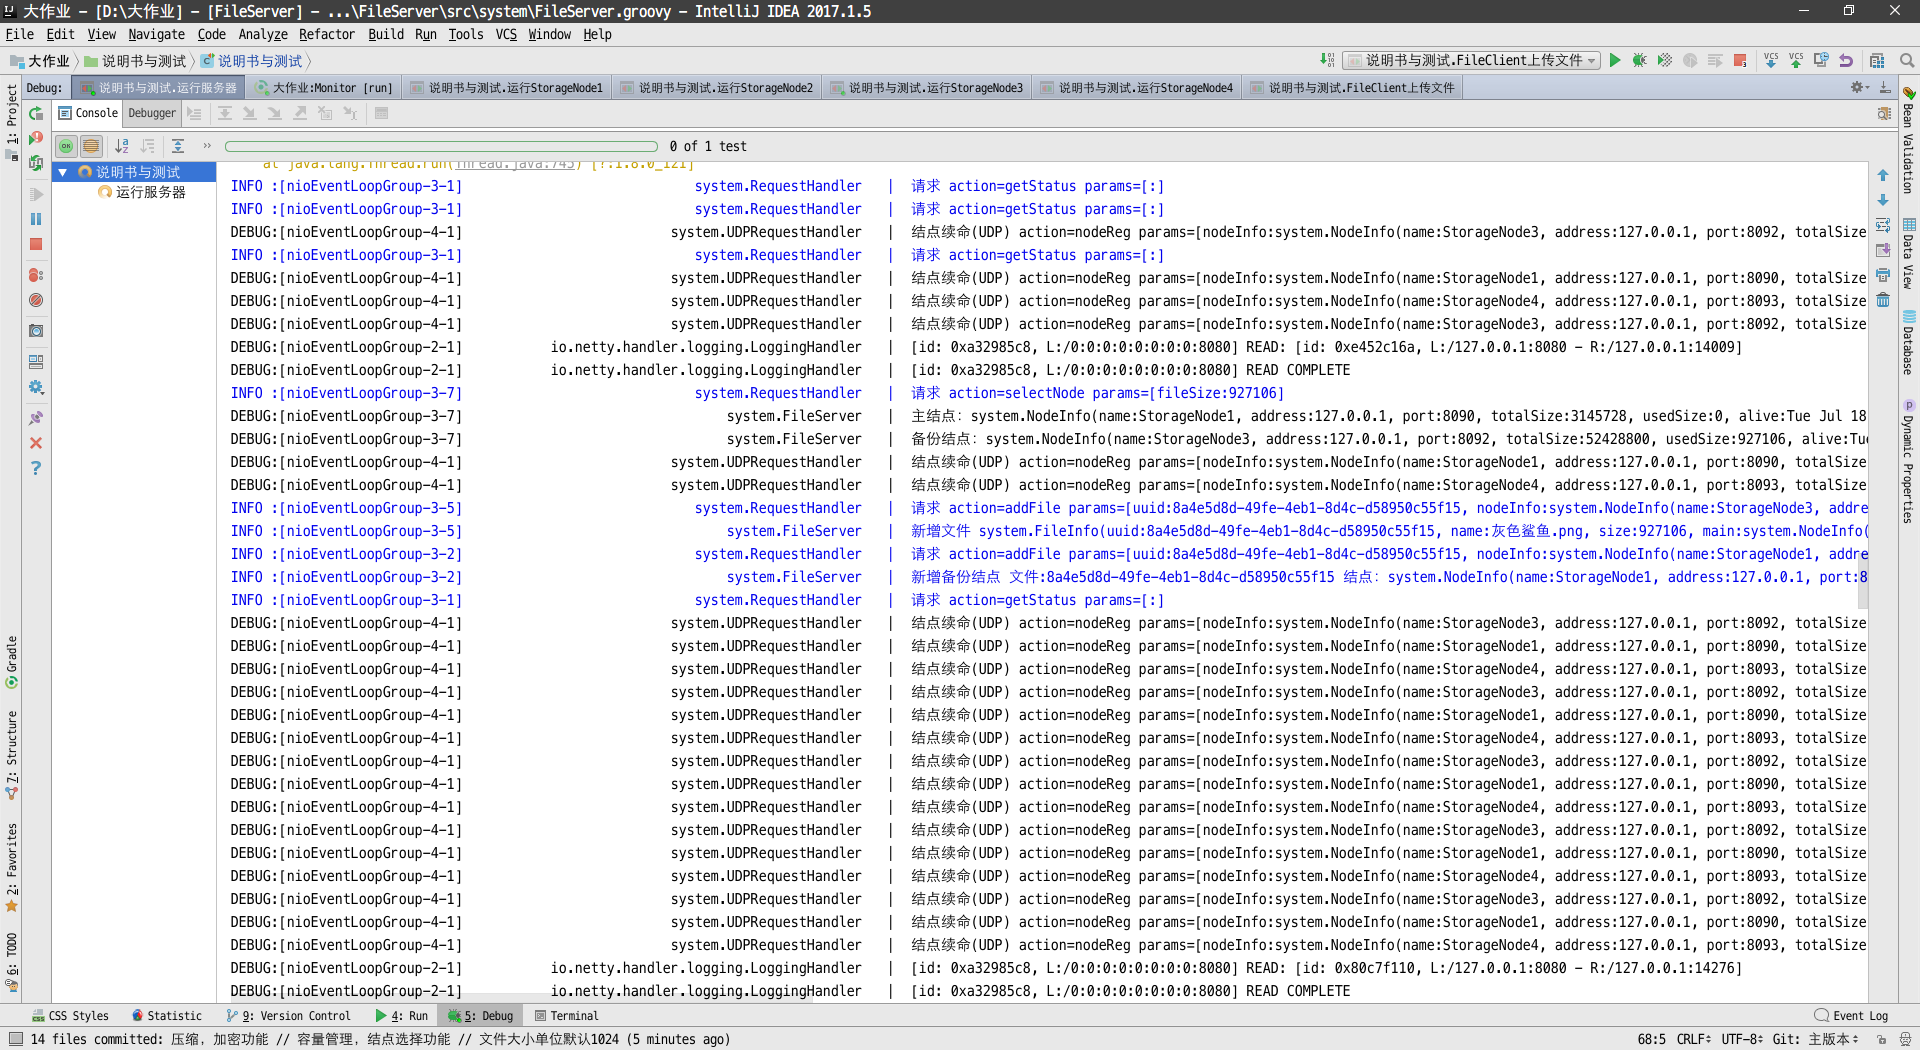 大作业 - [D:\大作业] - [FileServer] - ...\FileServer\src\system\FileServer.groovy - IntelliJ IDEA 2017.1.5
File Edit View Navigate Code Analyze Refactor Build Run Tools VCS Window Help
大作业 说明书与测试 说明书与测试 说明书与测试.FileClient上传文件
Debug: 说明书与测试.运行服务器 大作业:Monitor [run] 说明书与测试.运行StorageNode1 说明书与测试.运行StorageNode2 说明书与测试.运行StorageNode3 说明书与测试.运行StorageNode4 说明书与测试.FileClient上传文件
Console Debugger
0 of 1 test
说明书与测试
运行服务器
at java.lang.Thread.run(Thread.java:745) [?:1.8.0_121]
INFO :[nioEventLoopGroup-3-1] system.RequestHandler | 请求 action=getStatus params=[:]
INFO :[nioEventLoopGroup-3-1] system.RequestHandler | 请求 action=getStatus params=[:]
DEBUG:[nioEventLoopGroup-4-1] system.UDPRequestHandler | 结点续命(UDP) action=nodeReg params=[nodeInfo:system.NodeInfo(name:StorageNode3, address:127.0.0.1, port:8092, totalSize
INFO :[nioEventLoopGroup-3-1] system.RequestHandler | 请求 action=getStatus params=[:]
DEBUG:[nioEventLoopGroup-4-1] system.UDPRequestHandler | 结点续命(UDP) action=nodeReg params=[nodeInfo:system.NodeInfo(name:StorageNode1, address:127.0.0.1, port:8090, totalSize
DEBUG:[nioEventLoopGroup-4-1] system.UDPRequestHandler | 结点续命(UDP) action=nodeReg params=[nodeInfo:system.NodeInfo(name:StorageNode4, address:127.0.0.1, port:8093, totalSize
DEBUG:[nioEventLoopGroup-4-1] system.UDPRequestHandler | 结点续命(UDP) action=nodeReg params=[nodeInfo:system.NodeInfo(name:StorageNode3, address:127.0.0.1, port:8092, totalSize
DEBUG:[nioEventLoopGroup-2-1] io.netty.handler.logging.LoggingHandler | [id: 0xa32985c8, L:/0:0:0:0:0:0:0:0:8080] READ: [id: 0xe452c16a, L:/127.0.0.1:8080 - R:/127.0.0.1:14009]
DEBUG:[nioEventLoopGroup-2-1] io.netty.handler.logging.LoggingHandler | [id: 0xa32985c8, L:/0:0:0:0:0:0:0:0:8080] READ COMPLETE
INFO :[nioEventLoopGroup-3-7] system.RequestHandler | 请求 action=selectNode params=[fileSize:927106]
DEBUG:[nioEventLoopGroup-3-7] system.FileServer | 主结点: system.NodeInfo(name:StorageNode1, address:127.0.0.1, port:8090, totalSize:3145728, usedSize:0, alive:Tue Jul 18
DEBUG:[nioEventLoopGroup-3-7] system.FileServer | 备份结点: system.NodeInfo(name:StorageNode3, address:127.0.0.1, port:8092, totalSize:52428800, usedSize:927106, alive:Tue
DEBUG:[nioEventLoopGroup-4-1] system.UDPRequestHandler | 结点续命(UDP) action=nodeReg params=[nodeInfo:system.NodeInfo(name:StorageNode1, address:127.0.0.1, port:8090, totalSize
DEBUG:[nioEventLoopGroup-4-1] system.UDPRequestHandler | 结点续命(UDP) action=nodeReg params=[nodeInfo:system.NodeInfo(name:StorageNode4, address:127.0.0.1, port:8093, totalSize
INFO :[nioEventLoopGroup-3-5] system.RequestHandler | 请求 action=addFile params=[uuid:8a4e5d8d-49fe-4eb1-8d4c-d58950c55f15, nodeInfo:system.NodeInfo(name:StorageNode3, addre
INFO :[nioEventLoopGroup-3-5] system.FileServer | 新增文件 system.FileInfo(uuid:8a4e5d8d-49fe-4eb1-8d4c-d58950c55f15, name:灰色鲨鱼.png, size:927106, main:system.NodeInfo(
INFO :[nioEventLoopGroup-3-2] system.RequestHandler | 请求 action=addFile params=[uuid:8a4e5d8d-49fe-4eb1-8d4c-d58950c55f15, nodeInfo:system.NodeInfo(name:StorageNode1, addre
INFO :[nioEventLoopGroup-3-2] system.FileServer | 新增备份结点 文件:8a4e5d8d-49fe-4eb1-8d4c-d58950c55f15 结点: system.NodeInfo(name:StorageNode1, address:127.0.0.1, port:8
INFO :[nioEventLoopGroup-3-1] system.RequestHandler | 请求 action=getStatus params=[:]
DEBUG:[nioEventLoopGroup-4-1] system.UDPRequestHandler | 结点续命(UDP) action=nodeReg params=[nodeInfo:system.NodeInfo(name:StorageNode3, address:127.0.0.1, port:8092, totalSize
DEBUG:[nioEventLoopGroup-4-1] system.UDPRequestHandler | 结点续命(UDP) action=nodeReg params=[nodeInfo:system.NodeInfo(name:StorageNode1, address:127.0.0.1, port:8090, totalSize
DEBUG:[nioEventLoopGroup-4-1] system.UDPRequestHandler | 结点续命(UDP) action=nodeReg params=[nodeInfo:system.NodeInfo(name:StorageNode4, address:127.0.0.1, port:8093, totalSize
DEBUG:[nioEventLoopGroup-4-1] system.UDPRequestHandler | 结点续命(UDP) action=nodeReg params=[nodeInfo:system.NodeInfo(name:StorageNode3, address:127.0.0.1, port:8092, totalSize
DEBUG:[nioEventLoopGroup-4-1] system.UDPRequestHandler | 结点续命(UDP) action=nodeReg params=[nodeInfo:system.NodeInfo(name:StorageNode1, address:127.0.0.1, port:8090, totalSize
DEBUG:[nioEventLoopGroup-4-1] system.UDPRequestHandler | 结点续命(UDP) action=nodeReg params=[nodeInfo:system.NodeInfo(name:StorageNode4, address:127.0.0.1, port:8093, totalSize
DEBUG:[nioEventLoopGroup-4-1] system.UDPRequestHandler | 结点续命(UDP) action=nodeReg params=[nodeInfo:system.NodeInfo(name:StorageNode3, address:127.0.0.1, port:8092, totalSize
DEBUG:[nioEventLoopGroup-4-1] system.UDPRequestHandler | 结点续命(UDP) action=nodeReg params=[nodeInfo:system.NodeInfo(name:StorageNode1, address:127.0.0.1, port:8090, totalSize
DEBUG:[nioEventLoopGroup-4-1] system.UDPRequestHandler | 结点续命(UDP) action=nodeReg params=[nodeInfo:system.NodeInfo(name:StorageNode4, address:127.0.0.1, port:8093, totalSize
DEBUG:[nioEventLoopGroup-4-1] system.UDPRequestHandler | 结点续命(UDP) action=nodeReg params=[nodeInfo:system.NodeInfo(name:StorageNode3, address:127.0.0.1, port:8092, totalSize
DEBUG:[nioEventLoopGroup-4-1] system.UDPRequestHandler | 结点续命(UDP) action=nodeReg params=[nodeInfo:system.NodeInfo(name:StorageNode1, address:127.0.0.1, port:8090, totalSize
DEBUG:[nioEventLoopGroup-4-1] system.UDPRequestHandler | 结点续命(UDP) action=nodeReg params=[nodeInfo:system.NodeInfo(name:StorageNode4, address:127.0.0.1, port:8093, totalSize
DEBUG:[nioEventLoopGroup-4-1] system.UDPRequestHandler | 结点续命(UDP) action=nodeReg params=[nodeInfo:system.NodeInfo(name:StorageNode3, address:127.0.0.1, port:8092, totalSize
DEBUG:[nioEventLoopGroup-4-1] system.UDPRequestHandler | 结点续命(UDP) action=nodeReg params=[nodeInfo:system.NodeInfo(name:StorageNode1, address:127.0.0.1, port:8090, totalSize
DEBUG:[nioEventLoopGroup-4-1] system.UDPRequestHandler | 结点续命(UDP) action=nodeReg params=[nodeInfo:system.NodeInfo(name:StorageNode4, address:127.0.0.1, port:8093, totalSize
DEBUG:[nioEventLoopGroup-2-1] io.netty.handler.logging.LoggingHandler | [id: 0xa32985c8, L:/0:0:0:0:0:0:0:0:8080] READ: [id: 0x80c7f110, L:/127.0.0.1:8080 - R:/127.0.0.1:14276]
DEBUG:[nioEventLoopGroup-2-1] io.netty.handler.logging.LoggingHandler | [id: 0xa32985c8, L:/0:0:0:0:0:0:0:0:8080] READ COMPLETE
1: Project
Gradle
7: Structure
2: Favorites
6: TODO
Bean Validation
Data View
Database
Dynamic Properties
CSS Styles Statistic 9: Version Control 4: Run 5: Debug Terminal Event Log
14 files committed: 压缩，加密功能 // 容量管理，结点选择功能 // 文件大小单位默认1024 (5 minutes ago) 68:5 CRLF UTF-8 Git: 主版本